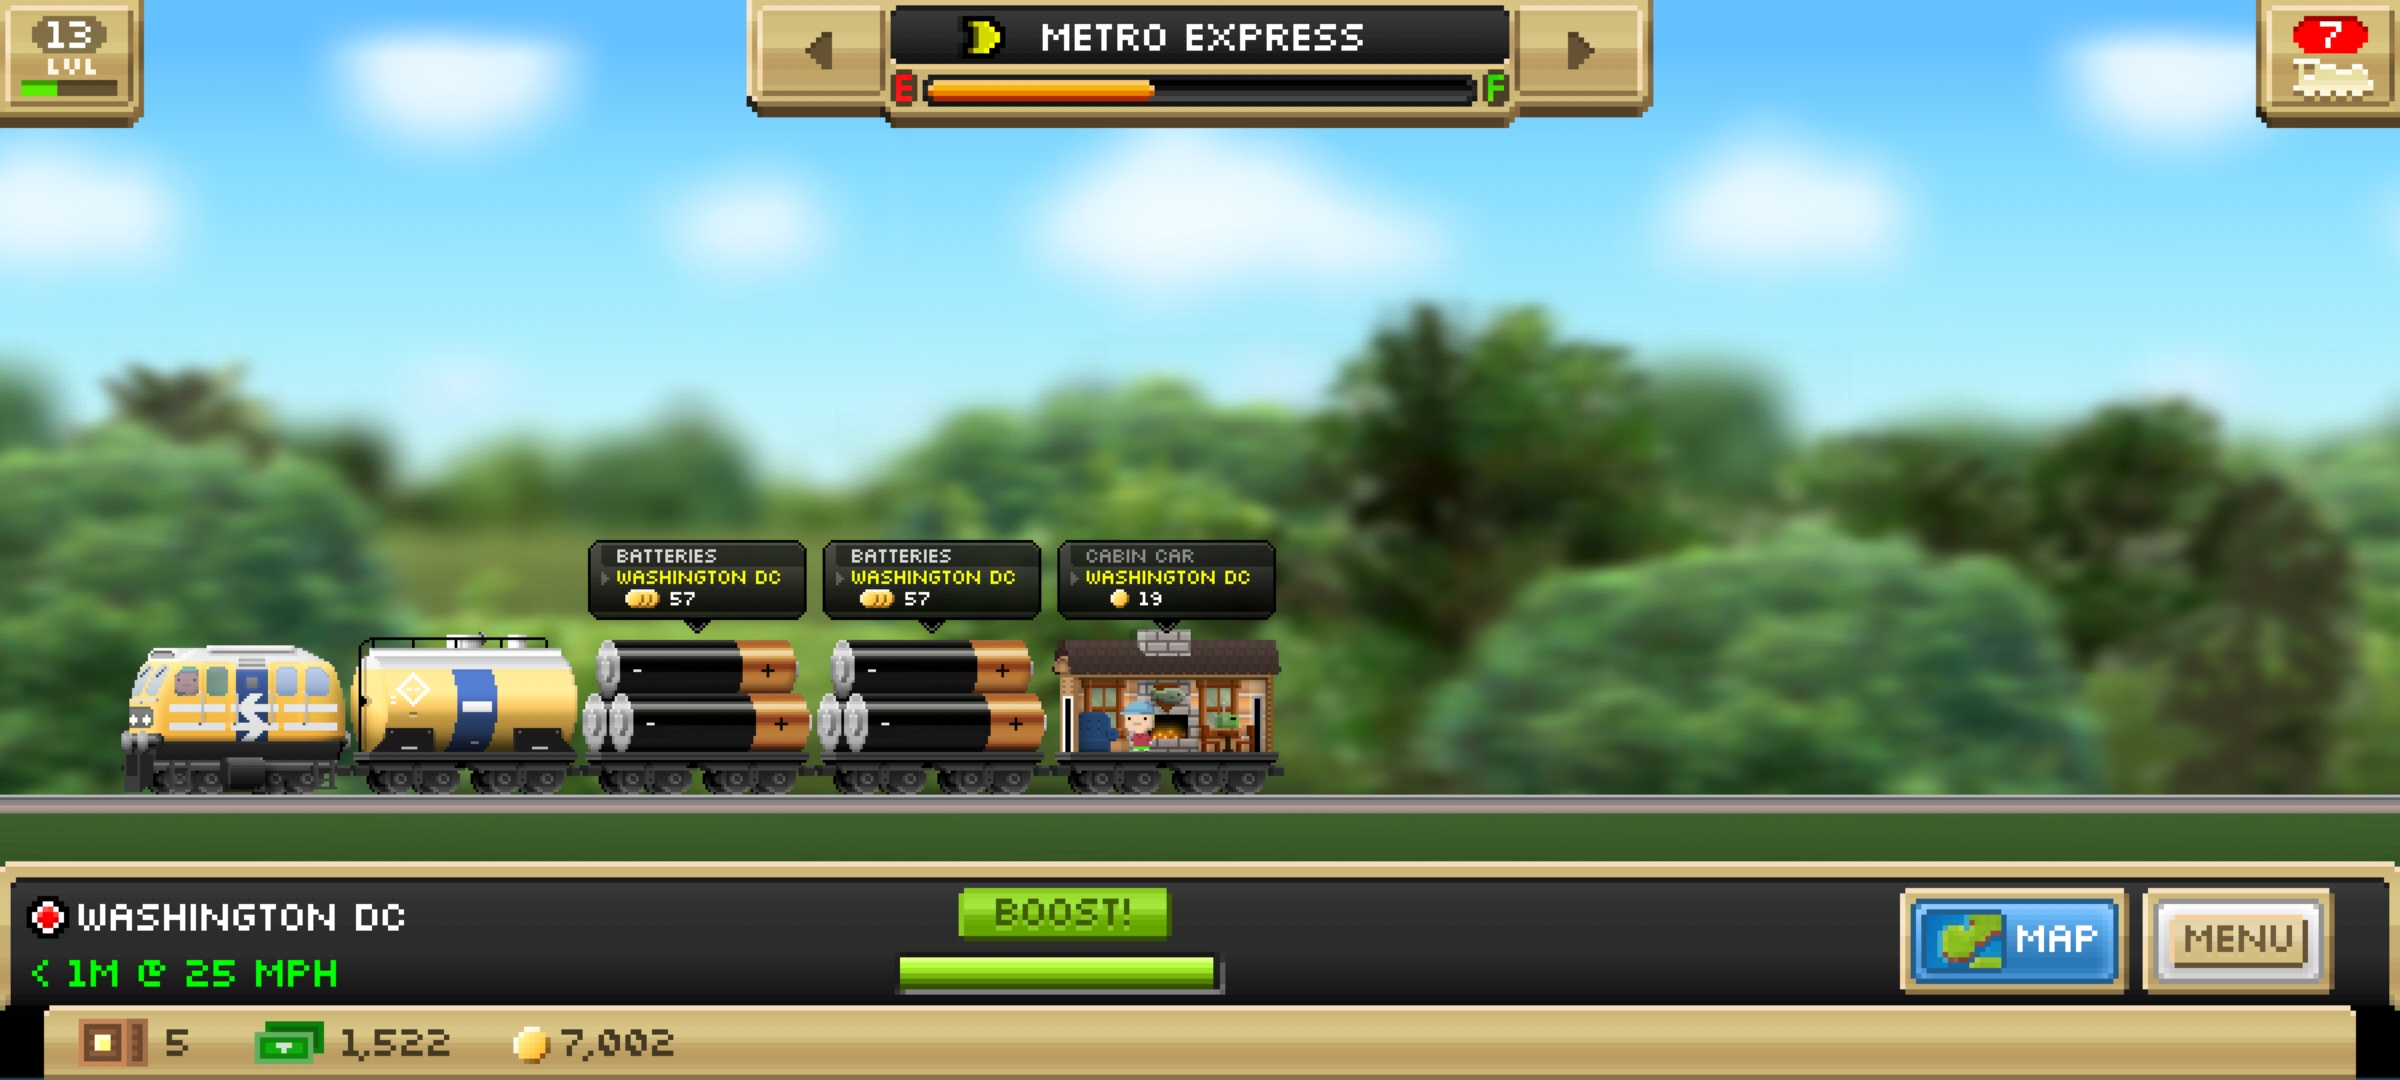 13
LVL
METRO EXPRESS
E
F
7
BATTERIES
WASHINGTON DC
57
BATTERIES
WASHINGTON DC
57
CABIN CAR
WASHINGTON DC
19
- +
- +
- +
- +
WASHINGTON DC
< 1M @ 25 MPH
BOOST!
MAP
MENU
5
1,522
7,002